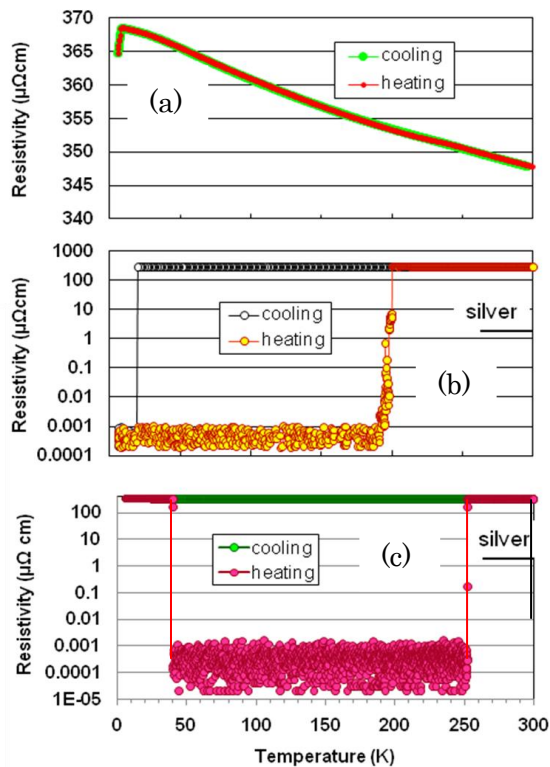 370
365
360
355
350
345
340
Resistivity (µΩcm)
cooling
heating
(a)
1000
100
10
1
0.1
0.01
0.001
0.0001
Resistivity (µΩcm)
cooling
heating
silver
(b)
100
10
1
0.1
0.01
0.001
0.0001
1E-05
Resistivity (µΩ cm)
cooling
heating
(c)
silver
0 50 100 150 200 250 300
Temperature (K)